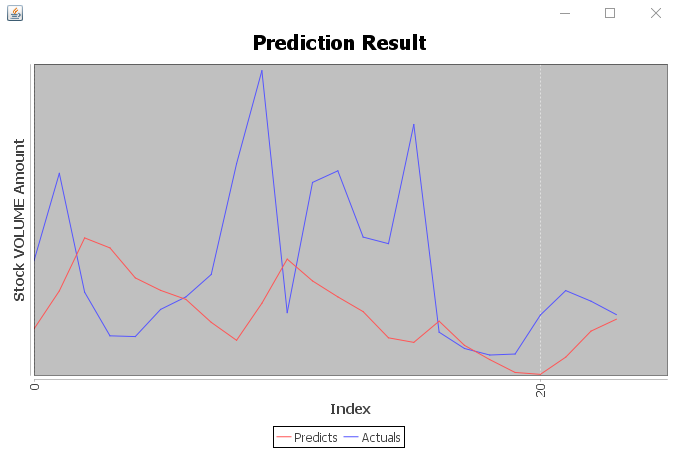 Prediction Result
Stock VOLUME Amount
0
20
Index
Predicts
Actuals